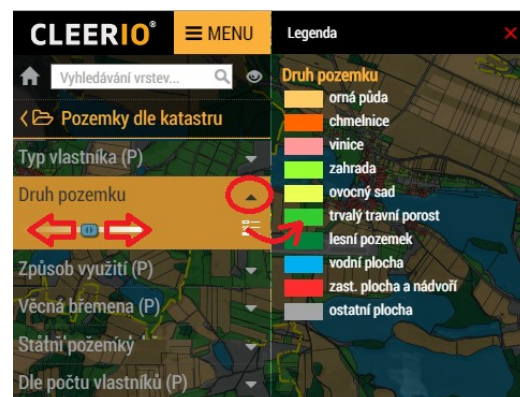 CLEERIO®
MENU
Vyhledávání vrstev...
Pozemky dle katastru
Typ vlastníka (P)
Druh pozemku
Způsob využití (P)
Věcná břemena (P)
Státní pozemky
Dle počtu vlastníků (P)
Legenda
Druh pozemku
orná půda
chmelnice
vinice
zahrada
ovocný sad
trvalý travní porost
lesní pozemek
vodní plocha
zast. plocha a nádvoří
ostatní plocha